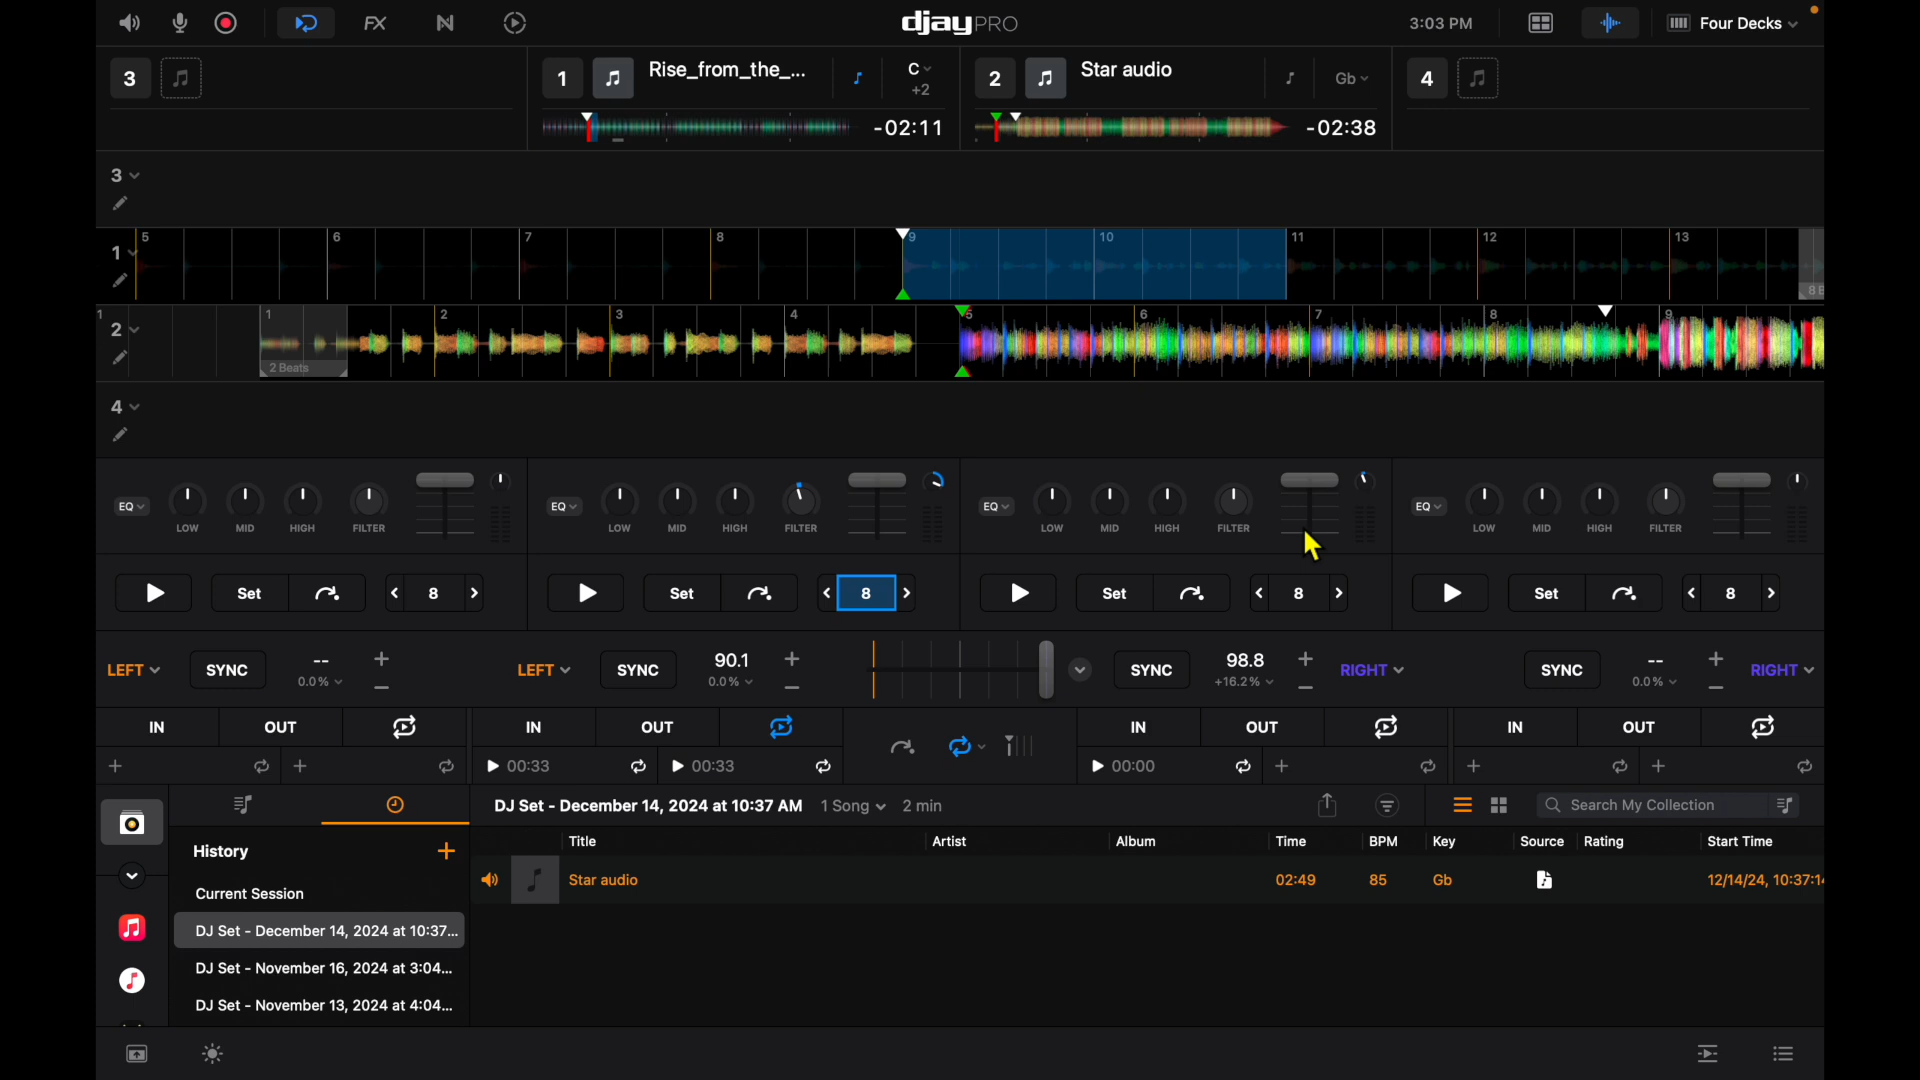 FX
djay PRO
3:03 PM
Four Decks
3
1
Rise_from_the_...
C
+2
-02:11
2
Star audio
Gb
-02:38
4
3
1
5 6 7 8 9 10 11 12 13
8 B
2
1 1 2 3 4 5 6 7 8 9
2 Beats
4
EQ LOW MID HIGH FILTER
EQ LOW MID HIGH FILTER
EQ LOW MID HIGH FILTER
EQ LOW MID HIGH FILTER
Set 8
Set 8
Set 8
Set 8
LEFT SYNC -- 0.0%
LEFT SYNC 90.1 0.0%
SYNC 98.8 +16.2% RIGHT
SYNC -- 0.0% RIGHT
IN OUT
IN OUT
IN OUT
IN OUT
00:33
00:33
00:00
DJ Set - December 14, 2024 at 10:37 AM 1 Song 2 min
Search My Collection
History
Current Session
DJ Set - December 14, 2024 at 10:37...
DJ Set - November 16, 2024 at 3:04...
DJ Set - November 13, 2024 at 4:04...
Title Artist Album Time BPM Key Source Rating Start Time
Star audio 02:49 85 Gb 12/14/24, 10:37:14